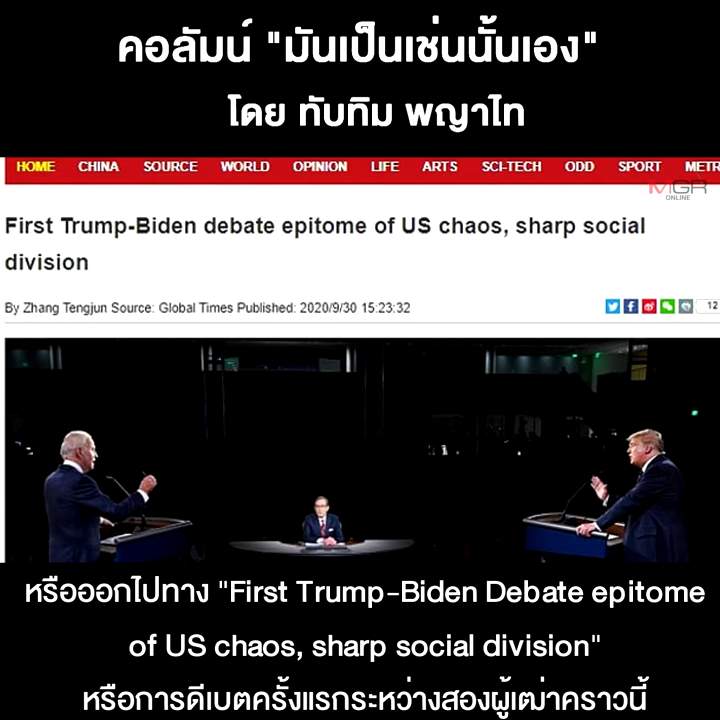 คอลัมน์ "มันเป็นเช่นนั้นเอง"
โดย ทับทิม พญาไท
HOME CHINA SOURCE WORLD OPINION LIFE ARTS SCI-TECH ODD SPORT METR
MGR
ONLINE
First Trump-Biden debate epitome of US chaos, sharp social
division
By Zhang Tengjun Source: Global Times Published: 2020/9/30 15:23:32
12
หรือออกไปทาง "First Trump-Biden Debate epitome
of US chaos, sharp social division"
หรือการดีเบตครั้งแรกระหว่างสองผู้เฒ่าคราวนี้